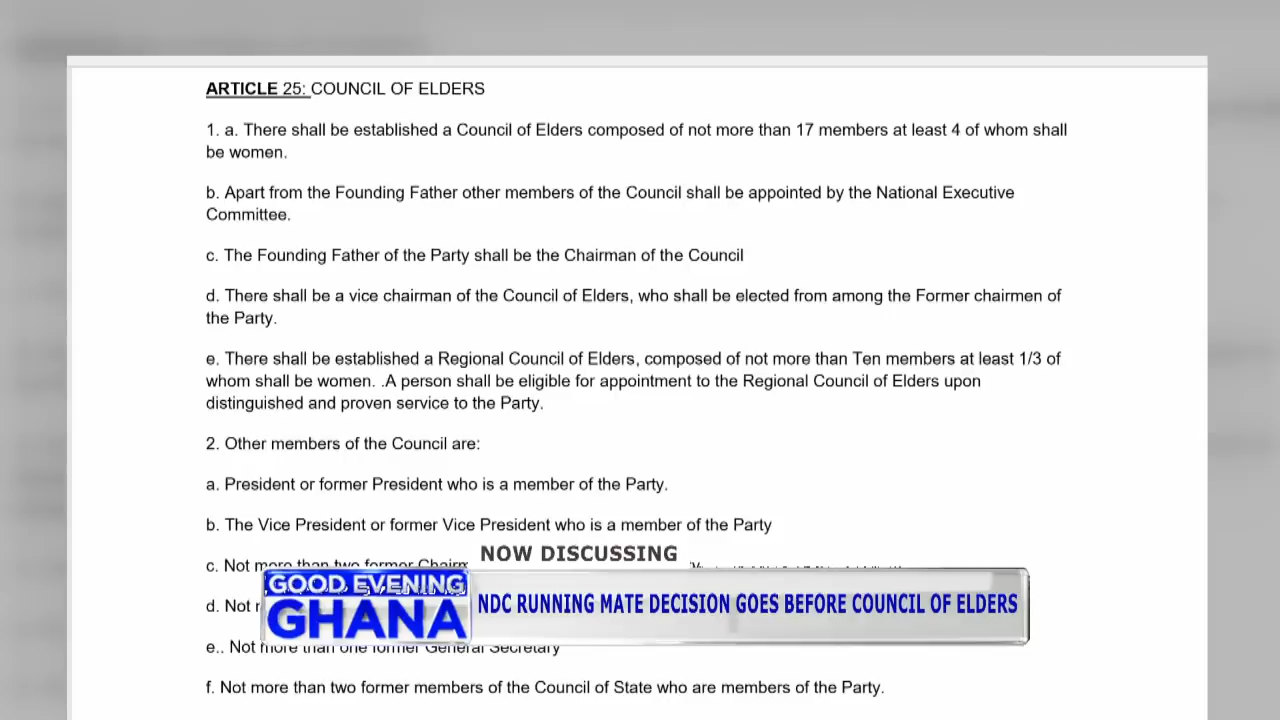 ARTICLE 25: COUNCIL OF ELDERS
1. a. There shall be established a Council of Elders composed of not more than 17 members at least 4 of whom shall
be women.
b. Apart from the Founding Father other members of the Council shall be appointed by the National Executive
Committee.
c. The Founding Father of the Party shall be the Chairman of the Council
d. There shall be a vice chairman of the Council of Elders, who shall be elected from among the Former chairmen of
the Party.
e. There shall be established a Regional Council of Elders, composed of not more than Ten members at least 1/3 of
whom shall be women. .A person shall be eligible for appointment to the Regional Council of Elders upon
distinguished and proven service to the Party.
2. Other members of the Council are:
a. President or former President who is a member of the Party.
b. The Vice President or former Vice President who is a member of the Party
c. Not more than two former
NOW DISCUSSING
GOOD EVENING
GHANA
NDC RUNNING MATE DECISION GOES BEFORE COUNCIL OF ELDERS
d. Not
e.. Not more than one former General Secretary
f. Not more than two former members of the Council of State who are members of the Party.